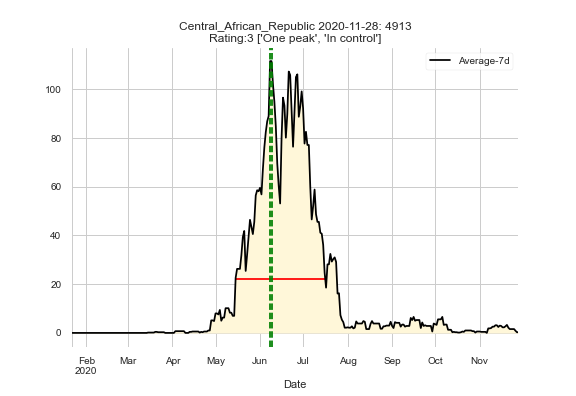 Central_African_Republic 2020-11-28: 4913
Rating:3 ['One peak', 'In control']
Average-7d
100
80
60
40
20
0
Feb Mar Apr May Jun Jul Aug Sep Oct Nov
2020
Date